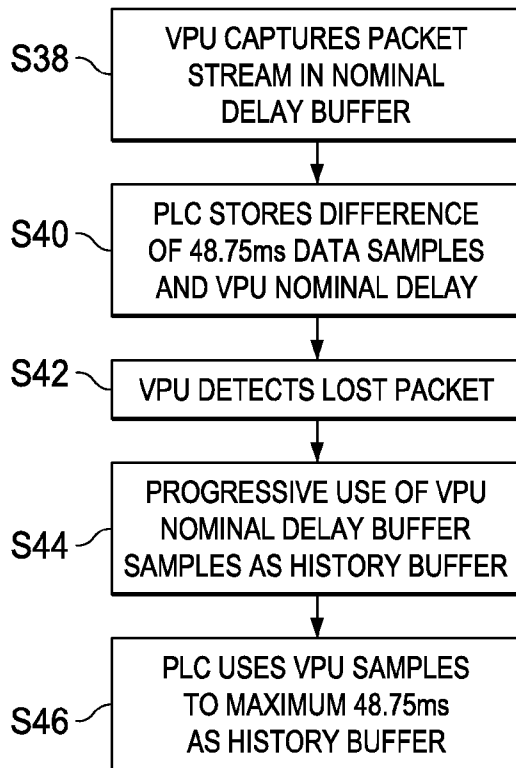 S38
VPU CAPTURES PACKET
STREAM IN NOMINAL
DELAY BUFFER
S40
PLC STORES DIFFERENCE
OF 48.75ms DATA SAMPLES
AND VPU NOMINAL DELAY
S42
VPU DETECTS LOST PACKET
S44
PROGRESSIVE USE OF VPU
NOMINAL DELAY BUFFER
SAMPLES AS HISTORY BUFFER
S46
PLC USES VPU SAMPLES
TO MAXIMUM 48.75ms
AS HISTORY BUFFER